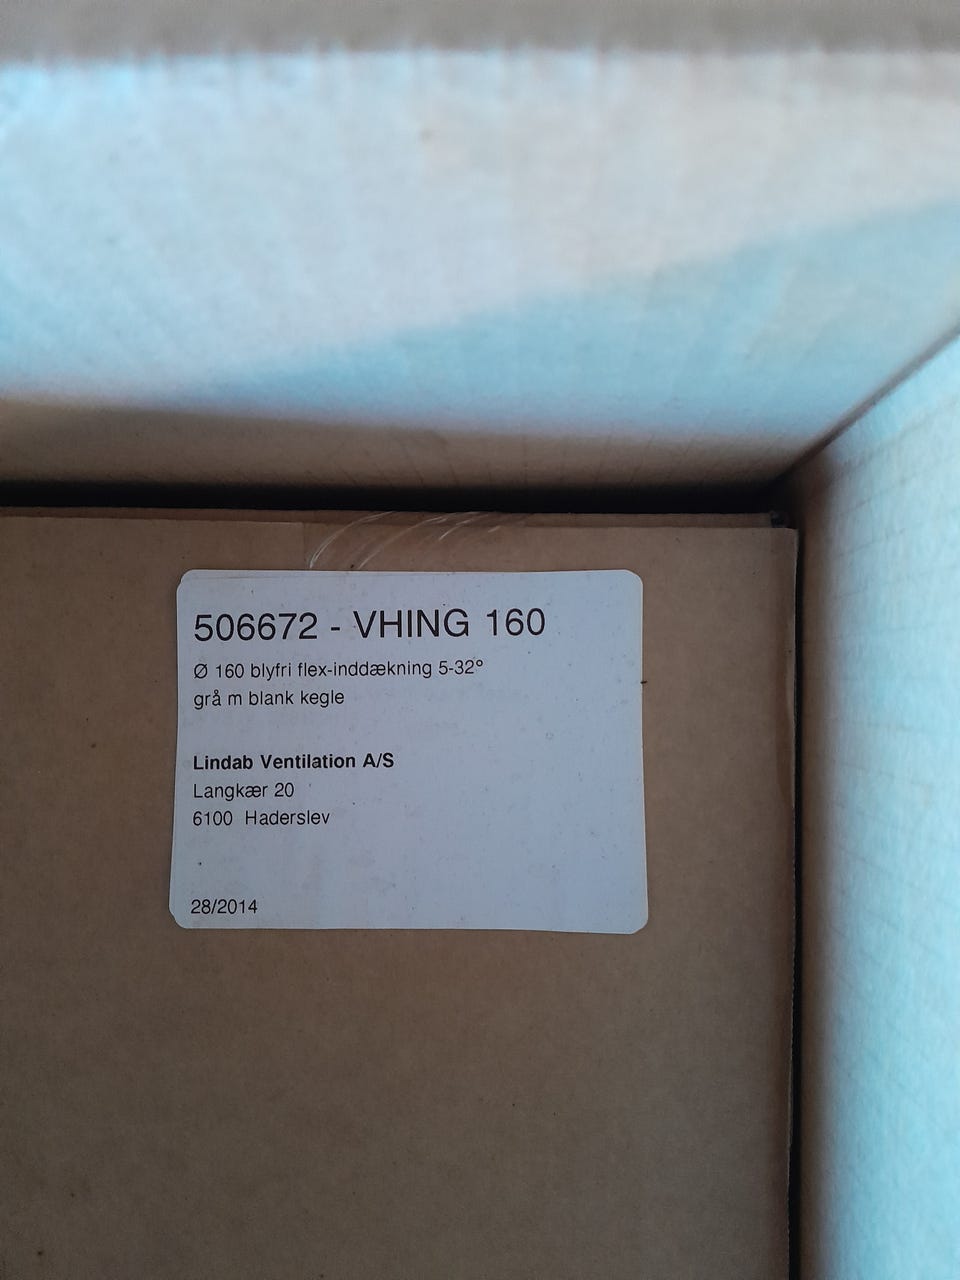 506672 - VHING 160
Ø 160 blyfri flex-inddækning 5-32°
grå m blank kegle
Lindab Ventilation A/S
Langkær 20
6100 Haderslev
28/2014